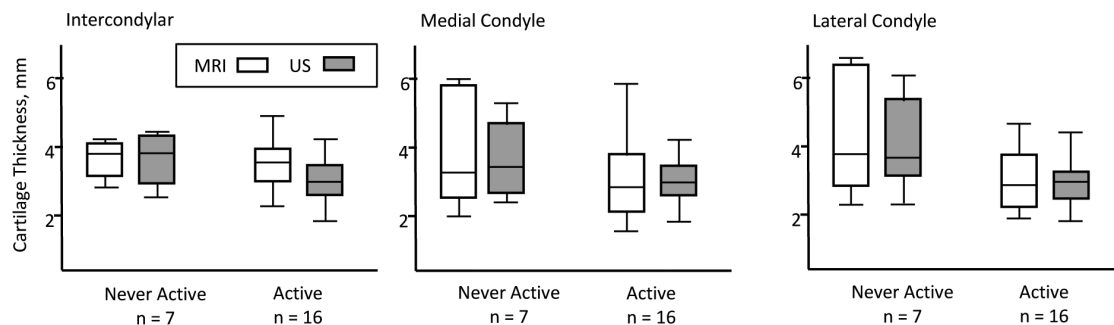 Intercondylar
Medial Condyle
Lateral Condyle
MRI
US
Cartilage Thickness, mm
6
4
2
Never Active
n = 7
Active
n = 16
6
4
2
Never Active
n = 7
Active
n = 16
6
4
2
Never Active
n = 7
Active
n = 16